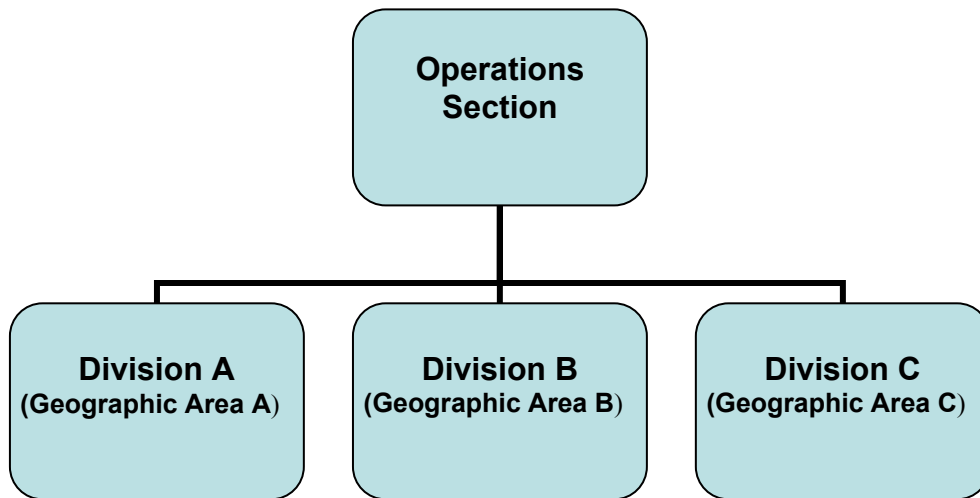 Operations
Section
Division A
(Geographic Area A)
Division B
(Geographic Area B)
Division C
(Geographic Area C)